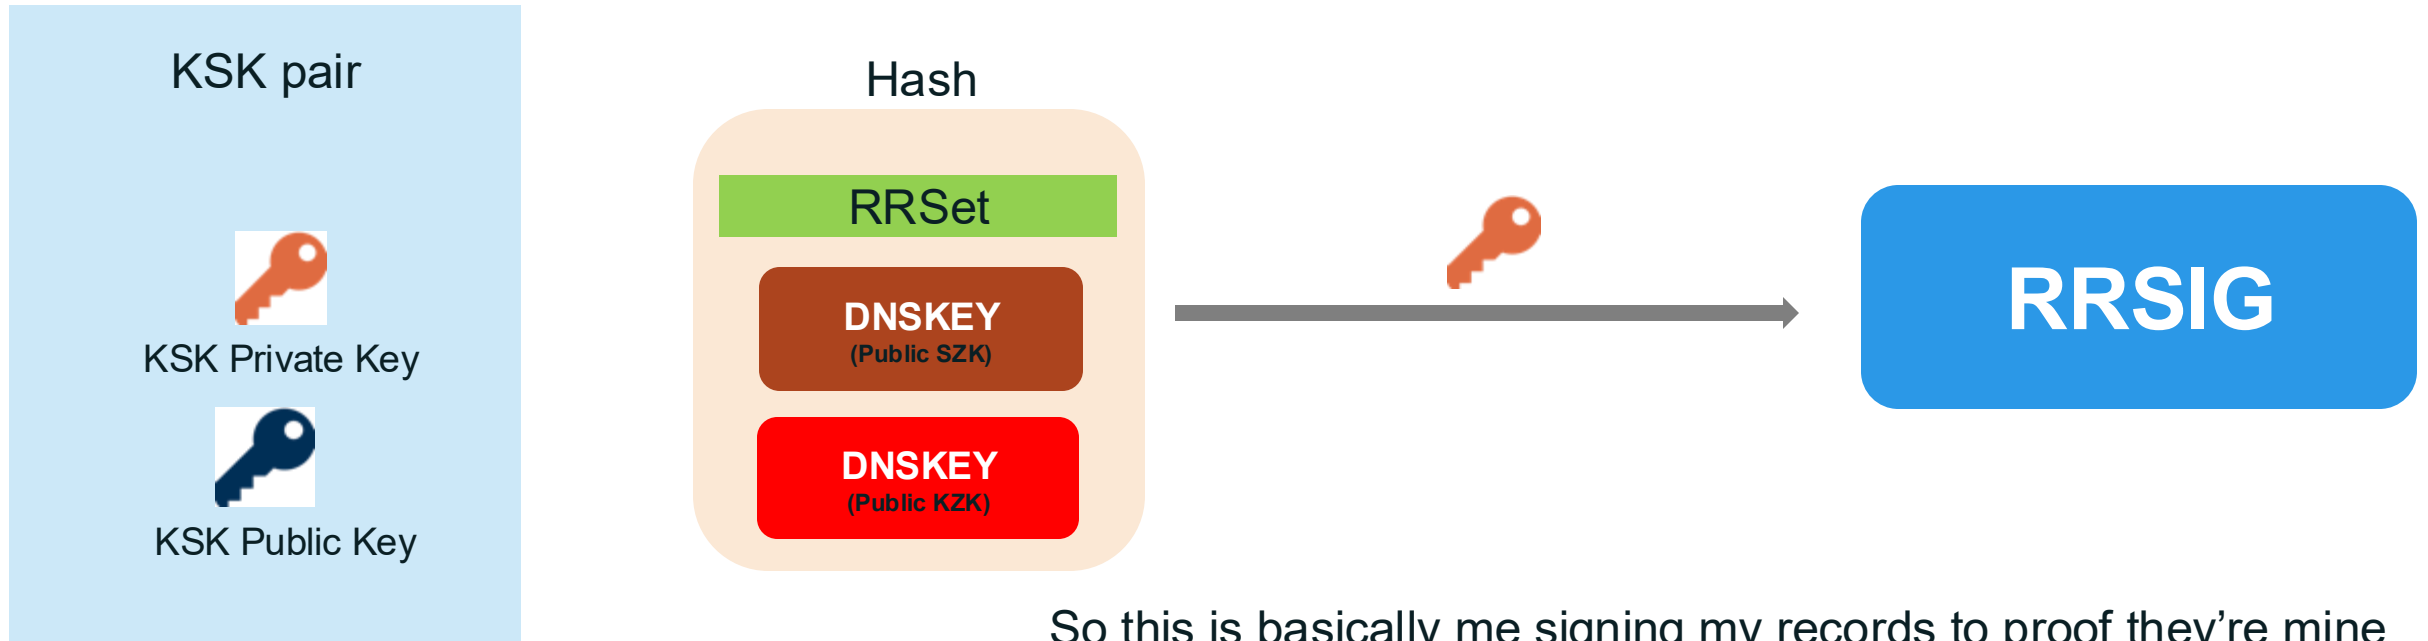 KSK pair
KSK Private Key
KSK Public Key
Hash
RRSet
DNSKEY
(Public SZK)
DNSKEY
(Public KZK)
RRSIG
So this is basically me signing my records to proof they're mine